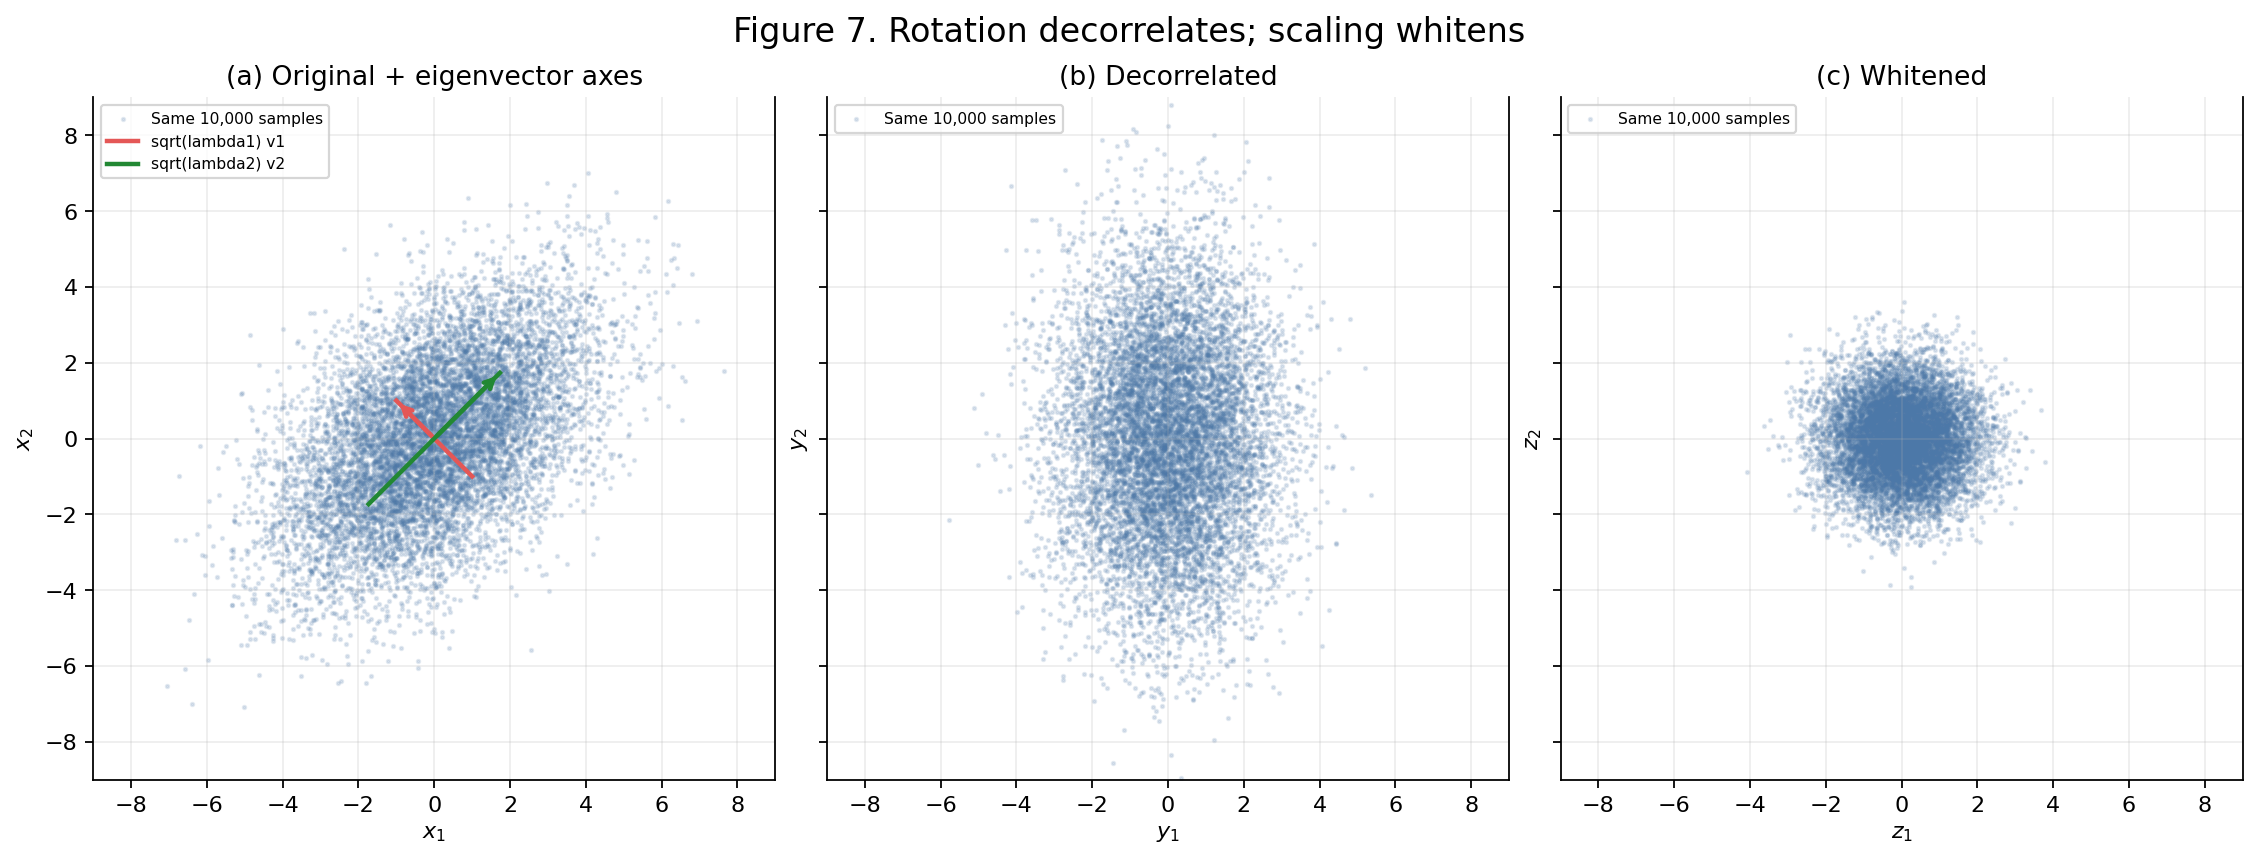 Figure 7. Rotation decorrelates; scaling whitens
(a) Original + eigenvector axes
Same 10,000 samples
sqrt(lambda1) v1
sqrt(lambda2) v2
8
6
4
2
0
−2
−4
−6
−8
x₂
−8 −6 −4 −2 0 2 4 6 8
x₁
(b) Decorrelated
Same 10,000 samples
y₂
−8 −6 −4 −2 0 2 4 6 8
y₁
(c) Whitened
Same 10,000 samples
z₂
−8 −6 −4 −2 0 2 4 6 8
z₁